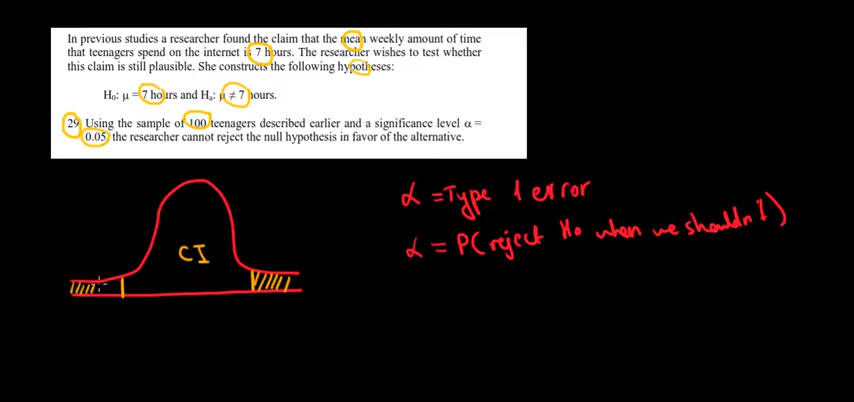 In previous studies a researcher found the claim that the mean weekly amount of time
that teenagers spend on the internet is 7 hours. The researcher wishes to test whether
this claim is still plausible. She constructs the following hypotheses:
H₀: μ = 7 hours and Hₐ: μ ≠ 7 hours.
29 Using the sample of 100 teenagers described earlier and a significance level α =
0.05 the researcher cannot reject the null hypothesis in favor of the alternative.
α = Type 1 error
α = P(reject H₀ when we shouldn't)
CI